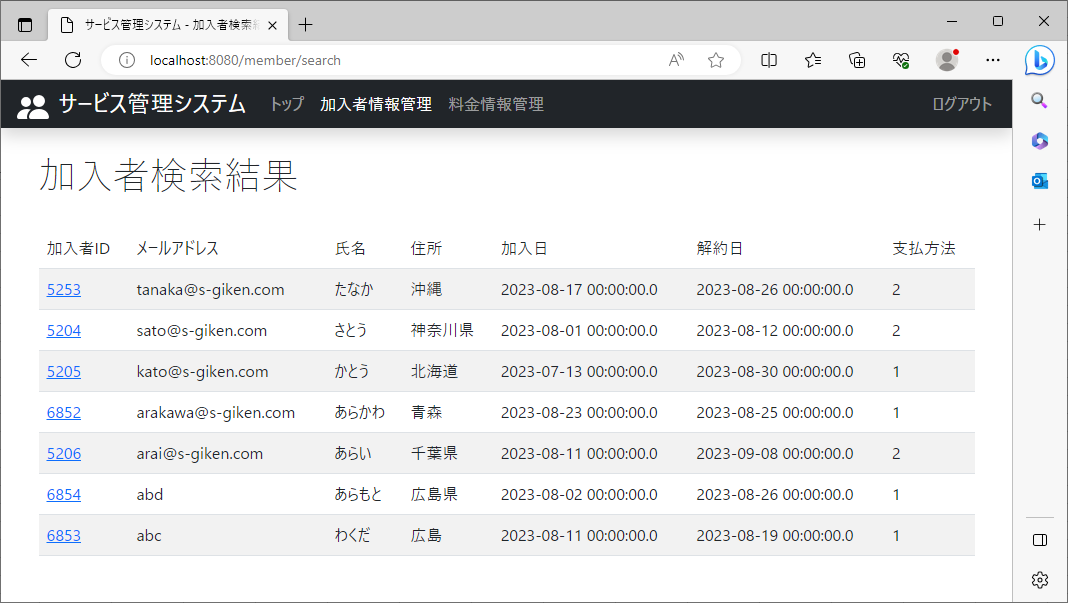 サービス管理システム - 加入者検索
localhost:8080/member/search
サービス管理システム トップ 加入者情報管理 料金情報管理 ログアウト
加入者検索結果
加入者ID メールアドレス 氏名 住所 加入日 解約日 支払方法
5253 tanaka@s-giken.com たなか 沖縄 2023-08-17 00:00:00.0 2023-08-26 00:00:00.0 2
5204 sato@s-giken.com さとう 神奈川県 2023-08-01 00:00:00.0 2023-08-12 00:00:00.0 2
5205 kato@s-giken.com かとう 北海道 2023-07-13 00:00:00.0 2023-08-30 00:00:00.0 1
6852 arakawa@s-giken.com あらかわ 青森 2023-08-23 00:00:00.0 2023-08-25 00:00:00.0 1
5206 arai@s-giken.com あらい 千葉県 2023-08-11 00:00:00.0 2023-09-08 00:00:00.0 2
6854 abd あらもと 広島県 2023-08-02 00:00:00.0 2023-08-26 00:00:00.0 1
6853 abc わくだ 広島 2023-08-11 00:00:00.0 2023-08-19 00:00:00.0 1